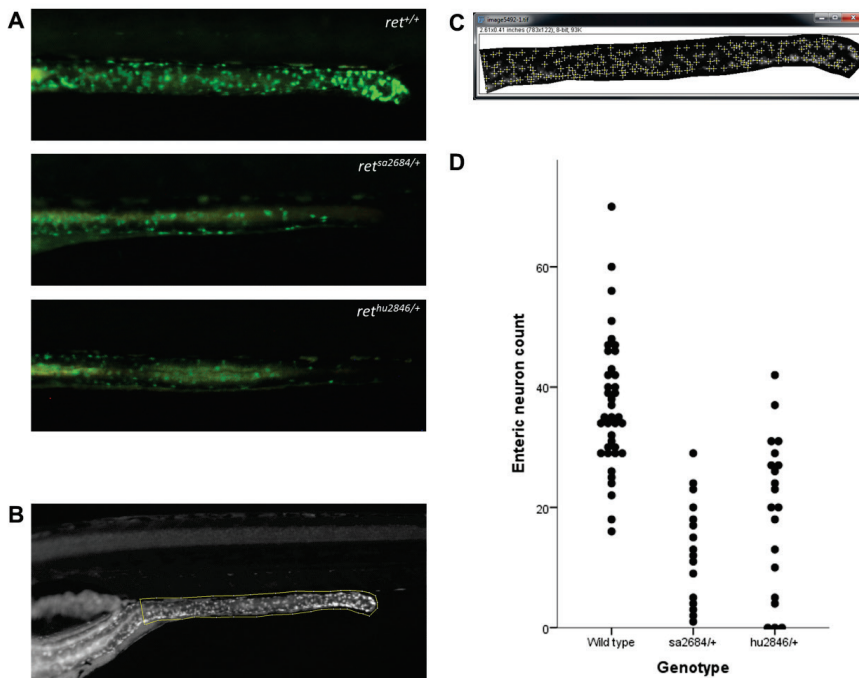 A
ret+/+
retsa2684/+
rethu2846/+
B
C
image5492-1.tif
2.61x0.41 inches (783x122); 8-bit; 93K
D
Enteric neuron count
60
40
20
0
Wild type
sa2684/+
hu2846/+
Genotype